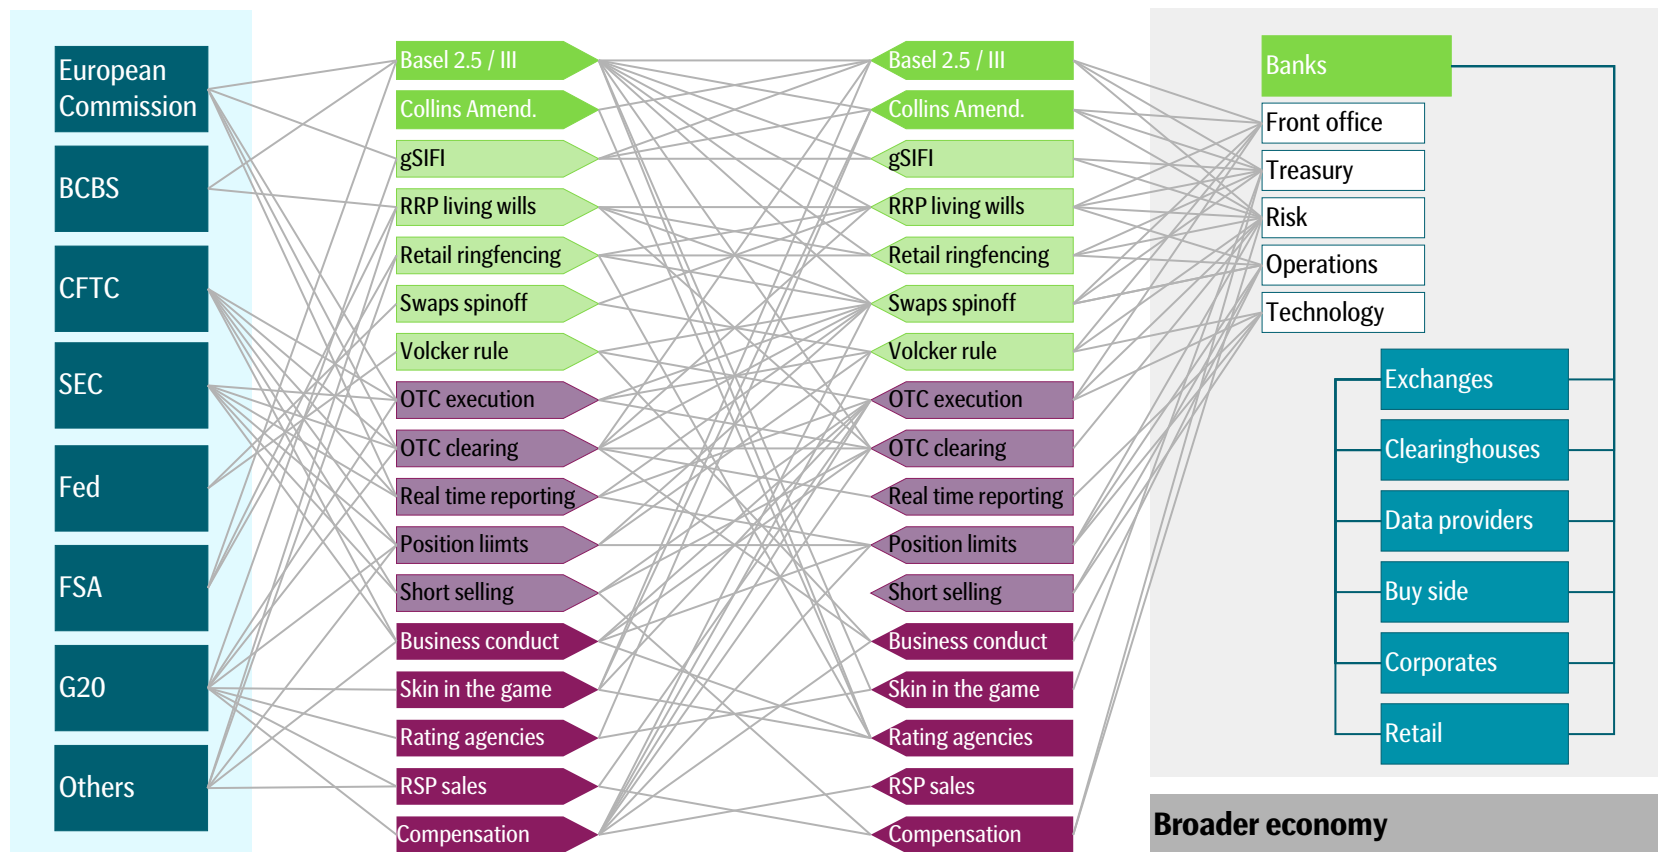 European
Commission
BCBS
CFTC
SEC
Fed
FSA
G20
Others
Basel 2.5 / III
Collins Amend.
gSIFI
RRP living wills
Retail ringfencing
Swaps spinoff
Volcker rule
OTC execution
OTC clearing
Real time reporting
Position liimts
Short selling
Business conduct
Skin in the game
Rating agencies
RSP sales
Compensation
Basel 2.5 / III
Collins Amend.
gSIFI
RRP living wills
Retail ringfencing
Swaps spinoff
Volcker rule
OTC execution
OTC clearing
Real time reporting
Position limits
Short selling
Business conduct
Skin in the game
Rating agencies
RSP sales
Compensation
Banks
Front office
Treasury
Risk
Operations
Technology
Exchanges
Clearinghouses
Data providers
Buy side
Corporates
Retail
Broader economy